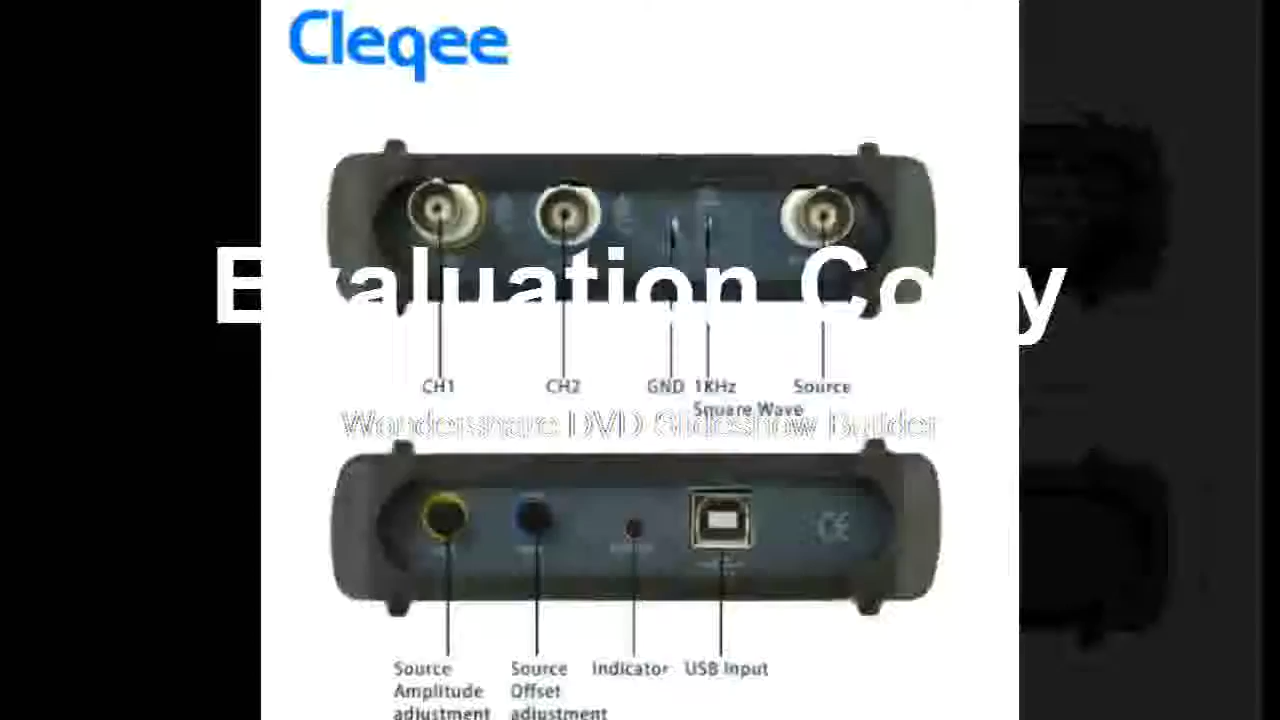 Cleqee
Evaluation Copy
CH1 CH2 GND 1KHz Source
Square Wave
Wondershare DVD Slideshow Builder
CE
Source Source Indicator USB Input
Amplitude Offset
adjustment adjustment